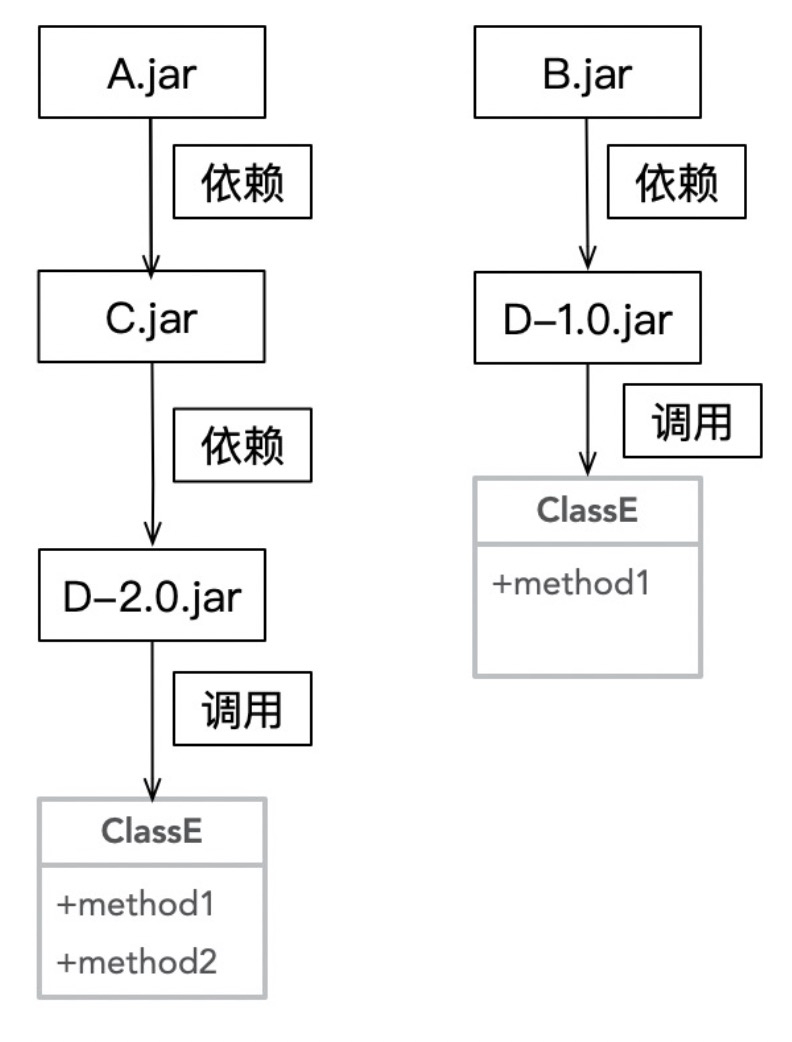 A.jar
依赖
C.jar
依赖
D–2.0.jar
调用
ClassE
+method1
+method2
B.jar
依赖
D–1.0.jar
调用
ClassE
+method1